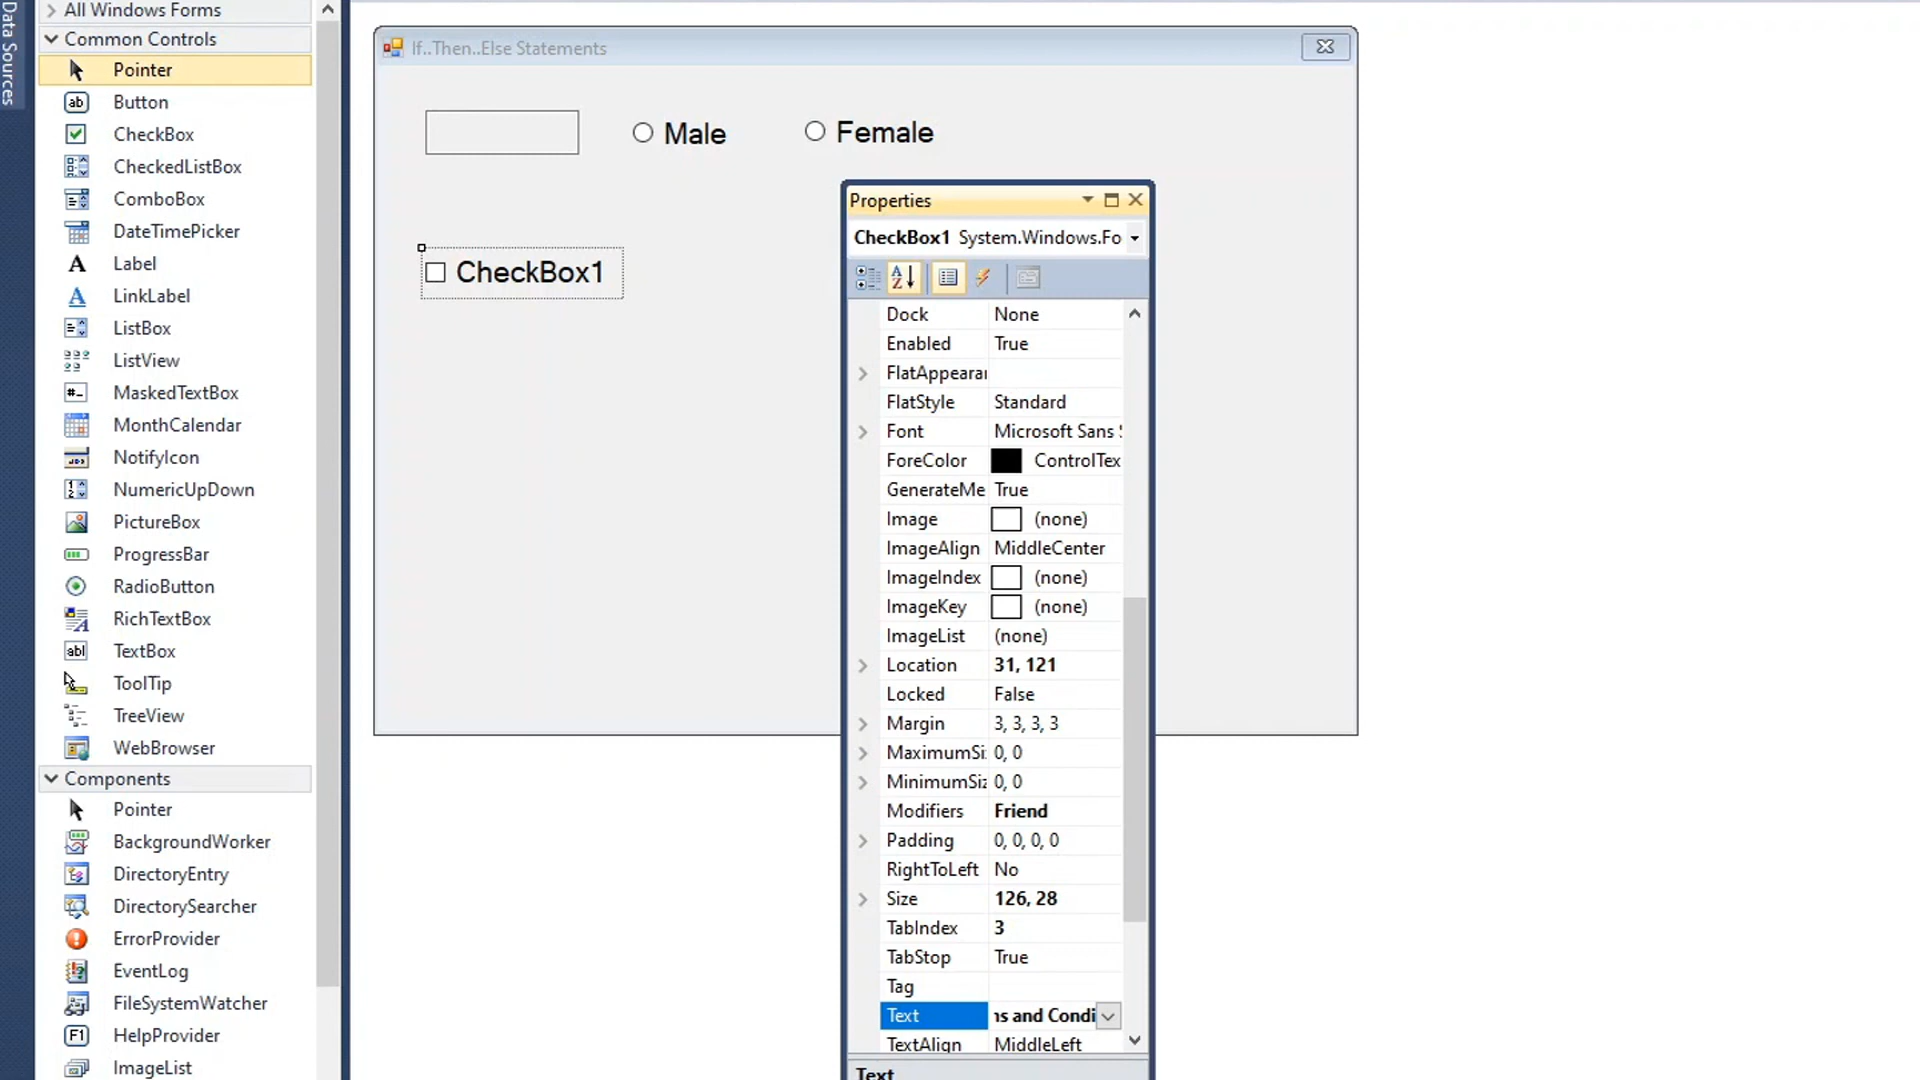 Data Sources
All Windows Forms
Common Controls
Pointer
Button
CheckBox
CheckedListBox
ComboBox
DateTimePicker
Label
LinkLabel
ListBox
ListView
MaskedTextBox
MonthCalendar
NotifyIcon
NumericUpDown
PictureBox
ProgressBar
RadioButton
RichTextBox
TextBox
ToolTip
TreeView
WebBrowser
Components
Pointer
BackgroundWorker
DirectoryEntry
DirectorySearcher
ErrorProvider
EventLog
FileSystemWatcher
HelpProvider
ImageList
If..Then..Else Statements
Male
Female
CheckBox1
Properties
CheckBox1 System.Windows.Fo
Dock None
Enabled True
FlatAppearan
FlatStyle Standard
Font Microsoft Sans S
ForeColor ControlTex
GenerateMe True
Image (none)
ImageAlign MiddleCenter
ImageIndex (none)
ImageKey (none)
ImageList (none)
Location 31, 121
Locked False
Margin 3, 3, 3, 3
MaximumSiz 0, 0
MinimumSiz 0, 0
Modifiers Friend
Padding 0, 0, 0, 0
RightToLeft No
Size 126, 28
TabIndex 3
TabStop True
Tag
Text ns and Condi
TextAlign MiddleLeft
Text